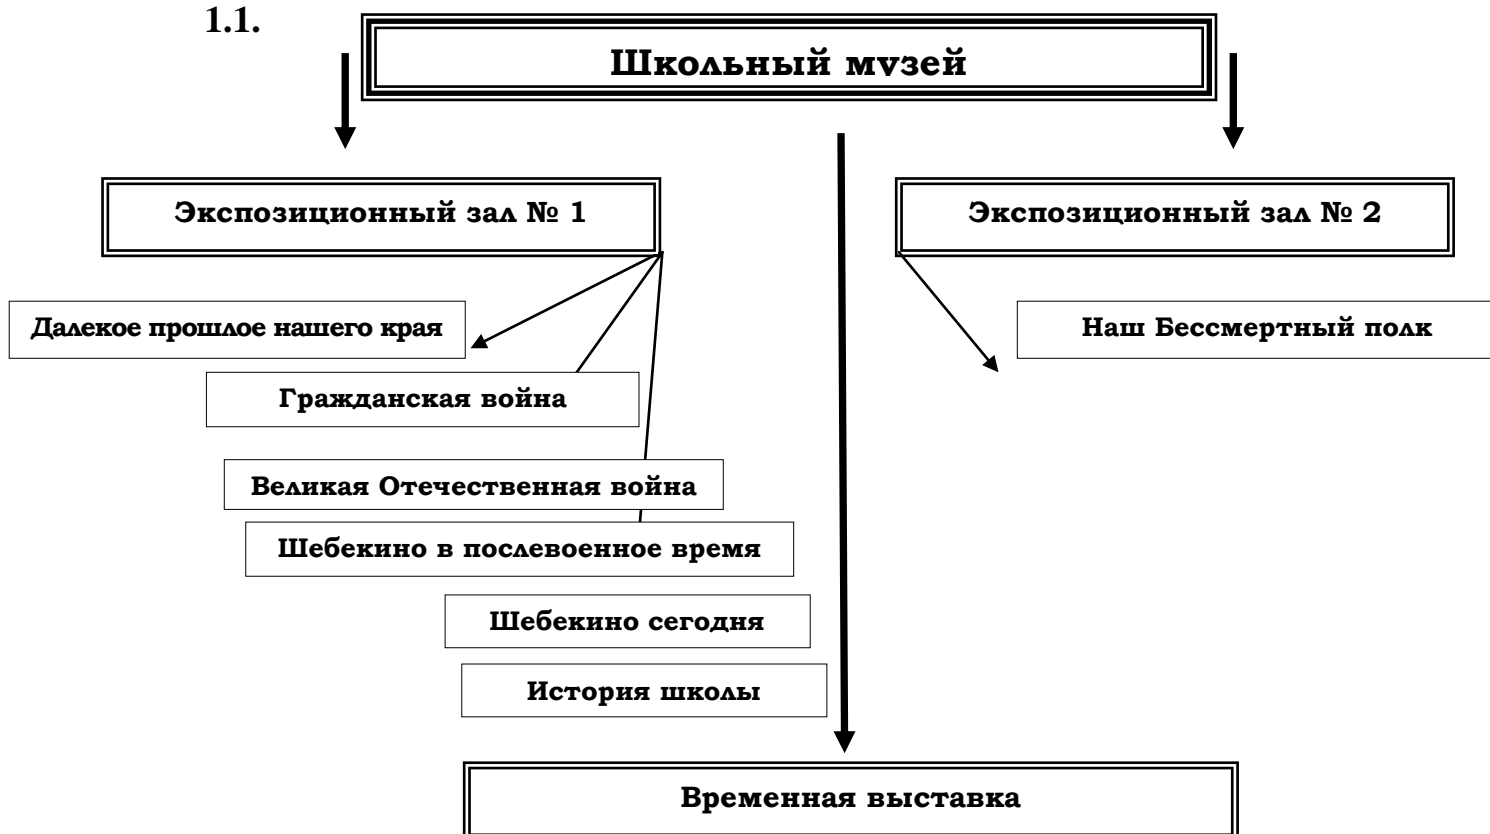 1.1.
Школьный музей
Экспозиционный зал № 1
Экспозиционный зал № 2
Далекое прошлое нашего края
Наш Бессмертный полк
Гражданская война
Великая Отечественная война
Шебекино в послевоенное время
Шебекино сегодня
История школы
Временная выставка